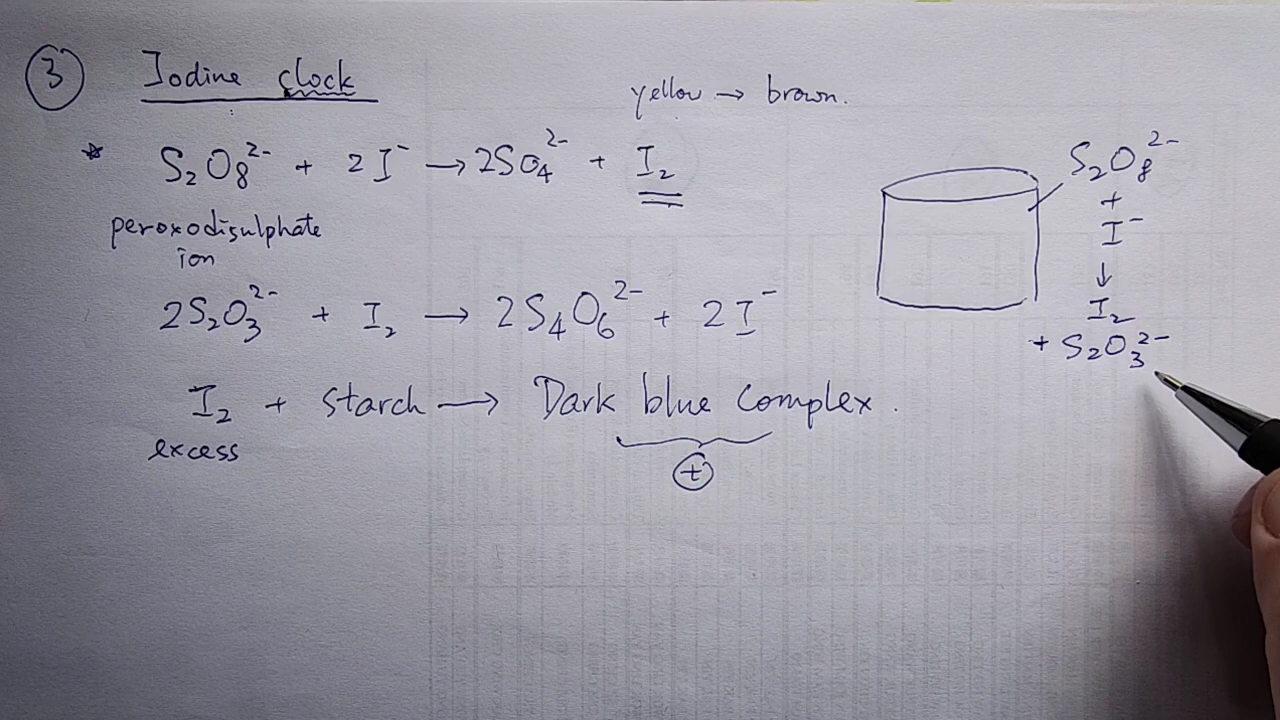 ③ Iodine clock
yellow → brown.
* S₂O₈²⁻ + 2I⁻ → 2SO₄²⁻ + I₂
peroxodisulphate
ion
2S₂O₃²⁻ + I₂ → 2S₄O₆²⁻ + 2I⁻
I₂ + starch → Dark blue complex.
excess
t
S₂O₈²⁻
+
I⁻
↓
I₂
+ S₂O₃²⁻